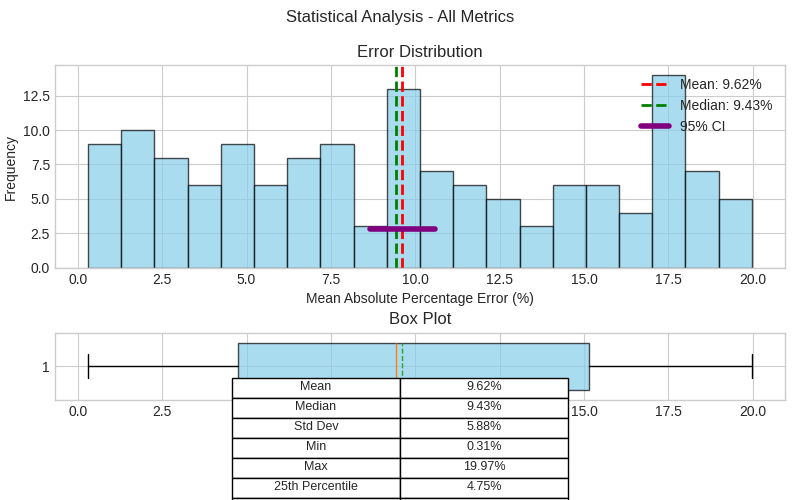 Statistical Analysis - All Metrics
Error Distribution
Mean: 9.62%
Median: 9.43%
95% CI
Frequency
12.5
10.0
7.5
5.0
2.5
0.0
0.0 2.5 5.0 7.5 10.0 12.5 15.0 17.5 20.0
Mean Absolute Percentage Error (%)
Box Plot
1
0.0 2.5 15.0 17.5 20.0
Mean 9.62%
Median 9.43%
Std Dev 5.88%
Min 0.31%
Max 19.97%
25th Percentile 4.75%